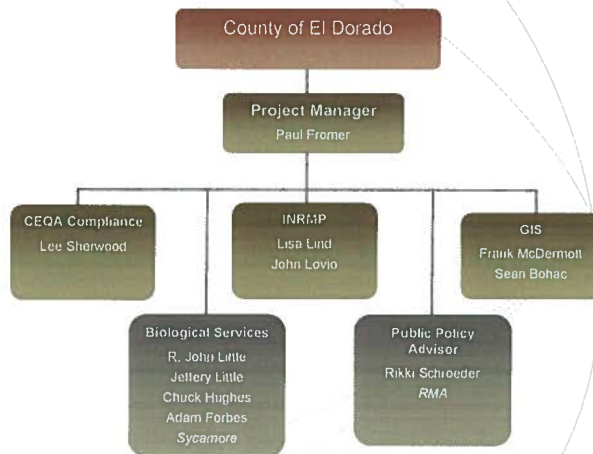 County of El Dorado
Project Manager
Paul Fromer
CEQA Compliance
Lee Sherwood
INRMP
Lisa Lind
John Lovio
GIS
Frank McDermott
Sean Bohac
Biological Services
R. John Little
Jeffery Little
Chuck Hughes
Adam Forbes
Sycamore
Public Policy
Advisor
Rikki Schroeder
RMA